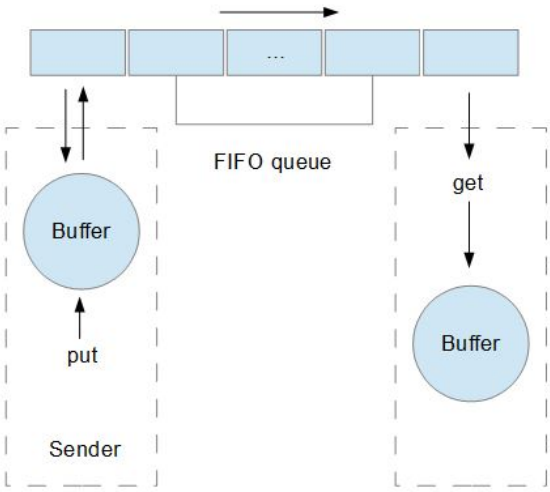 ...
FIFO queue
get
Buffer
Buffer
put
Sender